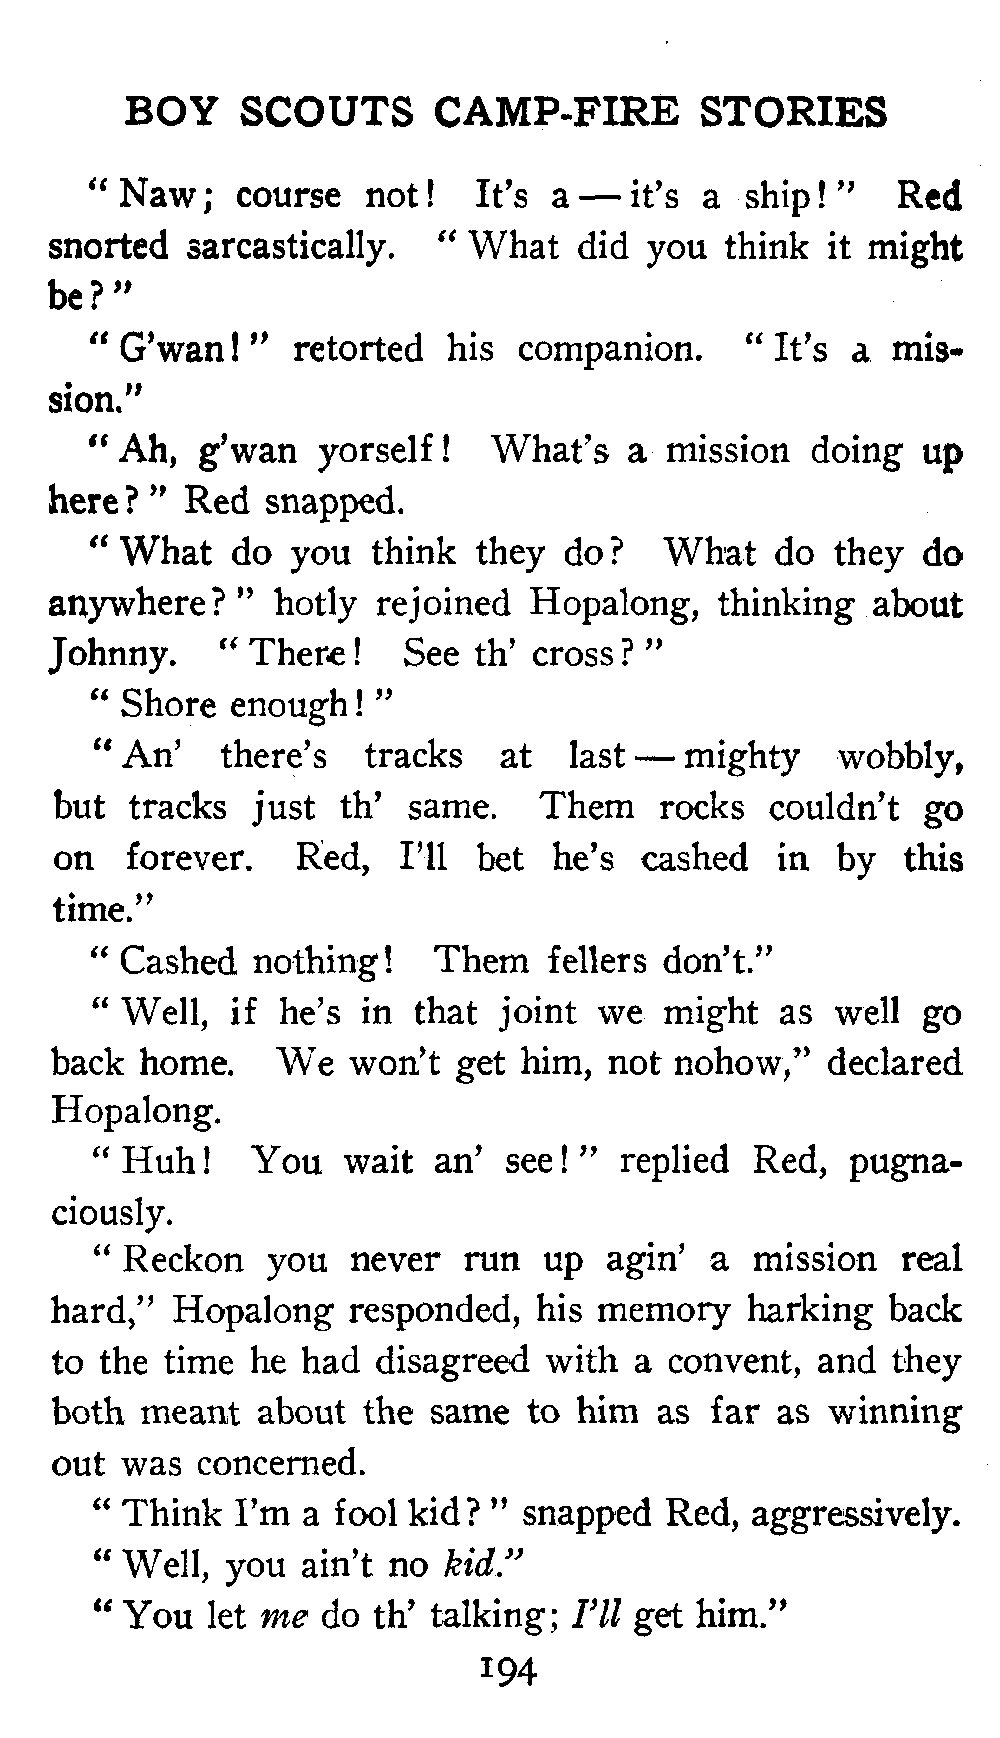 BOY SCOUTS CAMP-FIRE STORIES
" Naw; course not! It's a — it's a ship! " Red
snorted sarcastically. " What did you think it might
be? "
" G'wan! " retorted his companion. " It's a mis-
sion."
" Ah, g'wan yorself! What's a mission doing up
here? " Red snapped.
" What do you think they do? What do they do
anywhere? " hotly rejoined Hopalong, thinking about
Johnny. " There! See th' cross? "
" Shore enough! "
" An' there's tracks at last — mighty wobbly,
but tracks just th' same. Them rocks couldn't go
on forever. Red, I'll bet he's cashed in by this
time."
" Cashed nothing! Them fellers don't."
" Well, if he's in that joint we might as well go
back home. We won't get him, not nohow," declared
Hopalong.
" Huh! You wait an' see! " replied Red, pugna-
ciously.
" Reckon you never run up agin' a mission real
hard," Hopalong responded, his memory harking back
to the time he had disagreed with a convent, and they
both meant about the same to him as far as winning
out was concerned.
" Think I'm a fool kid? " snapped Red, aggressively.
" Well, you ain't no kid."
" You let me do th' talking; I'll get him."
194